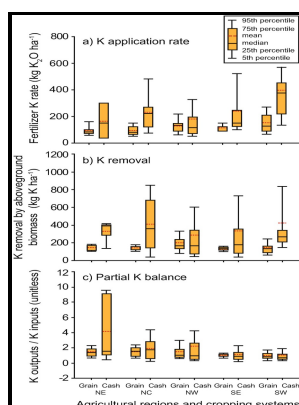 95th percentile
75th percentile
mean
median
25th percentile
5th percentile
a) K application rate
Fertilizer K rate (kg K₂O ha⁻¹)
800
600
400
200
0
b) K removal
K removal by aboveground
biomass (kg K ha⁻¹)
1200
1000
800
600
400
200
0
c) Partial K balance
K outputs / K inputs (unitless)
12
10
8
6
4
2
0
-2
Grain Cash Grain Cash Grain Cash Grain Cash Grain Cash
NE NC NW SE SW
Agricultural regions and cropping systems